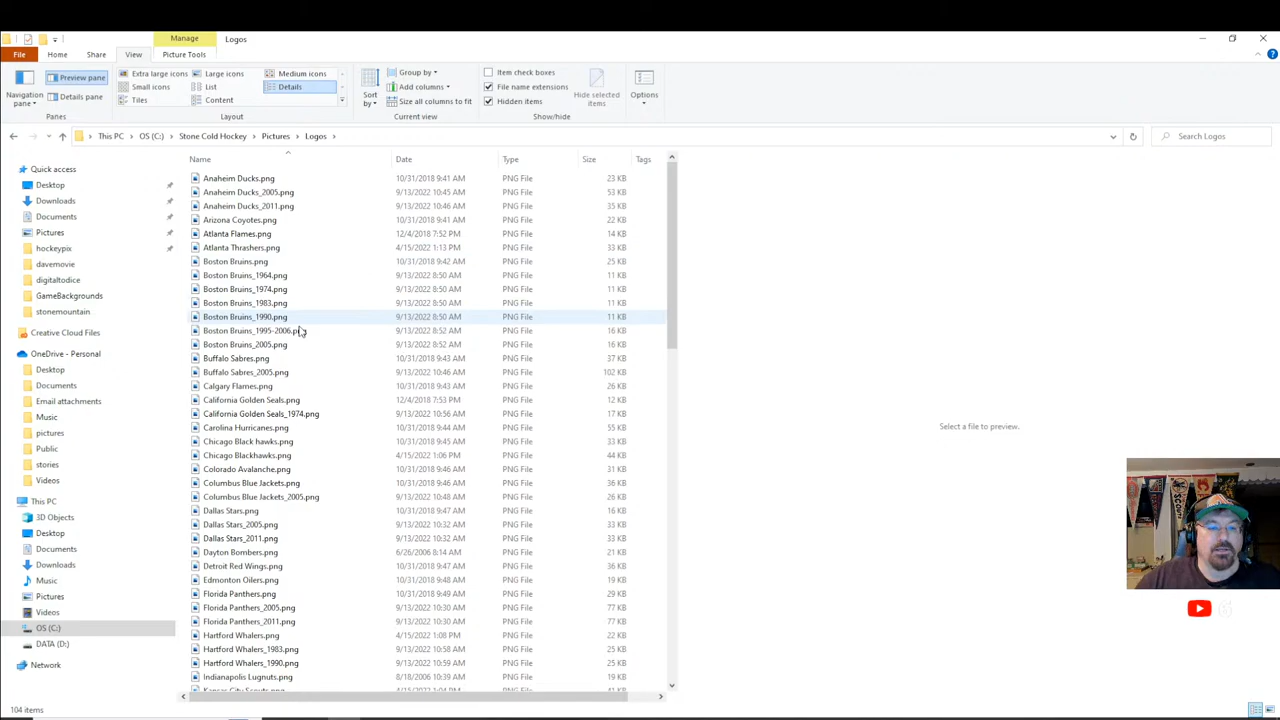 Manage Logos
File Home Share View Picture Tools
Preview pane Extra large icons Large icons Medium icons Group by Item check boxes
Small icons List Details Add columns File name extensions
Navigation pane Details pane Tiles Content Sort by Size all columns to fit Hidden items Hide selected items Options
Panes Layout Current view Show/hide
This PC OS (C:) Stone Cold Hockey Pictures Logos Search Logos
Name Date Type Size Tags
Quick access
Desktop
Downloads
Documents
Pictures
hockeypix
davemovie
digitaltodice
GameBackgrounds
stonemountain
Creative Cloud Files
OneDrive - Personal
Desktop
Documents
Email attachments
Music
pictures
Public
stories
Videos
This PC
3D Objects
Desktop
Documents
Downloads
Music
Pictures
Videos
OS (C:)
DATA (D:)
Network
Anaheim Ducks.png 10/31/2018 9:41 AM PNG File 23 KB
Anaheim Ducks_2005.png 9/13/2022 10:45 AM PNG File 53 KB
Anaheim Ducks_2011.png 9/13/2022 10:46 AM PNG File 35 KB
Arizona Coyotes.png 10/31/2018 9:41 AM PNG File 22 KB
Atlanta Flames.png 12/4/2018 7:52 PM PNG File 14 KB
Atlanta Thrashers.png 4/15/2022 1:13 PM PNG File 33 KB
Boston Bruins.png 10/31/2018 9:42 AM PNG File 25 KB
Boston Bruins_1964.png 9/13/2022 8:50 AM PNG File 11 KB
Boston Bruins_1974.png 9/13/2022 8:50 AM PNG File 11 KB
Boston Bruins_1983.png 9/13/2022 8:50 AM PNG File 11 KB
Boston Bruins_1990.png 9/13/2022 8:50 AM PNG File 11 KB
Boston Bruins_1995-2006.png 9/13/2022 8:52 AM PNG File 16 KB
Boston Bruins_2005.png 9/13/2022 8:52 AM PNG File 16 KB
Buffalo Sabres.png 10/31/2018 9:43 AM PNG File 37 KB
Buffalo Sabres_2005.png 9/13/2022 10:46 AM PNG File 102 KB
Calgary Flames.png 10/31/2018 9:43 AM PNG File 26 KB
California Golden Seals.png 12/4/2018 7:53 PM PNG File 12 KB
California Golden Seals_1974.png 9/13/2022 10:56 AM PNG File 17 KB
Carolina Hurricanes.png 10/31/2018 9:44 AM PNG File 55 KB
Chicago Black hawks.png 10/31/2018 9:45 AM PNG File 33 KB
Chicago Blackhawks.png 4/15/2022 1:06 PM PNG File 44 KB
Colorado Avalanche.png 10/31/2018 9:46 AM PNG File 31 KB
Columbus Blue Jackets.png 10/31/2018 9:46 AM PNG File 36 KB
Columbus Blue Jackets_2005.png 9/13/2022 10:48 AM PNG File 26 KB
Dallas Stars.png 10/31/2018 9:47 AM PNG File 16 KB
Dallas Stars_2005.png 9/13/2022 10:32 AM PNG File 33 KB
Dallas Stars_2011.png 9/13/2022 10:32 AM PNG File 33 KB
Dayton Bombers.png 6/26/2006 8:14 AM PNG File 21 KB
Detroit Red Wings.png 10/31/2018 9:47 AM PNG File 36 KB
Edmonton Oilers.png 10/31/2018 9:48 AM PNG File 19 KB
Florida Panthers.png 10/31/2018 9:49 AM PNG File 29 KB
Florida Panthers_2005.png 9/13/2022 10:30 AM PNG File 77 KB
Florida Panthers_2011.png 9/13/2022 10:30 AM PNG File 77 KB
Hartford Whalers.png 4/15/2022 1:08 PM PNG File 22 KB
Hartford Whalers_1983.png 9/13/2022 10:58 AM PNG File 25 KB
Hartford Whalers_1990.png 9/13/2022 10:59 AM PNG File 25 KB
Indianapolis Lugnuts.png 8/18/2006 10:39 AM PNG File 19 KB
Kansas City Scouts.png 4/15/2022 1:04 PM PNG File 41 KB
Select a file to preview.
104 items